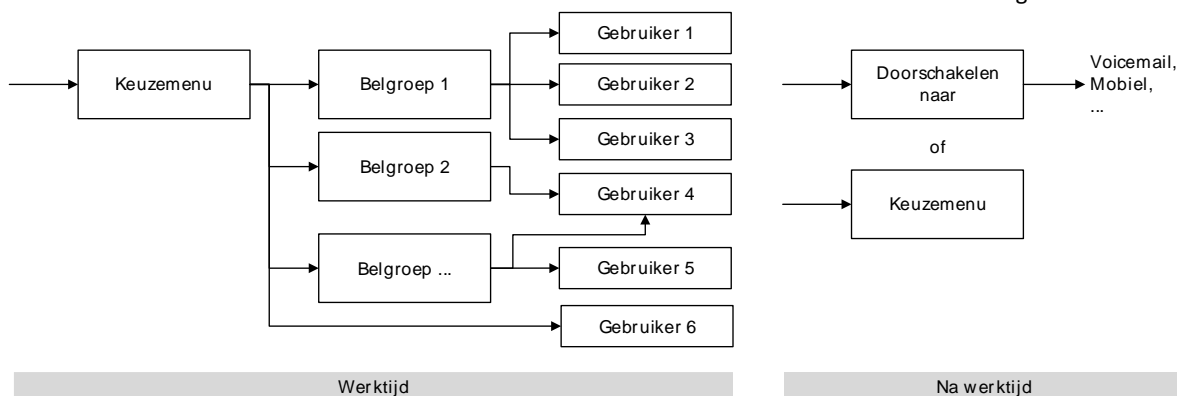 Keuzemenu
Belgroep 1
Belgroep 2
Belgroep ...
Gebruiker 1
Gebruiker 2
Gebruiker 3
Gebruiker 4
Gebruiker 5
Gebruiker 6
Werktijd
Doorschakelen
naar
Voicemail,
Mobiel,
...
of
Keuzemenu
Na werktijd